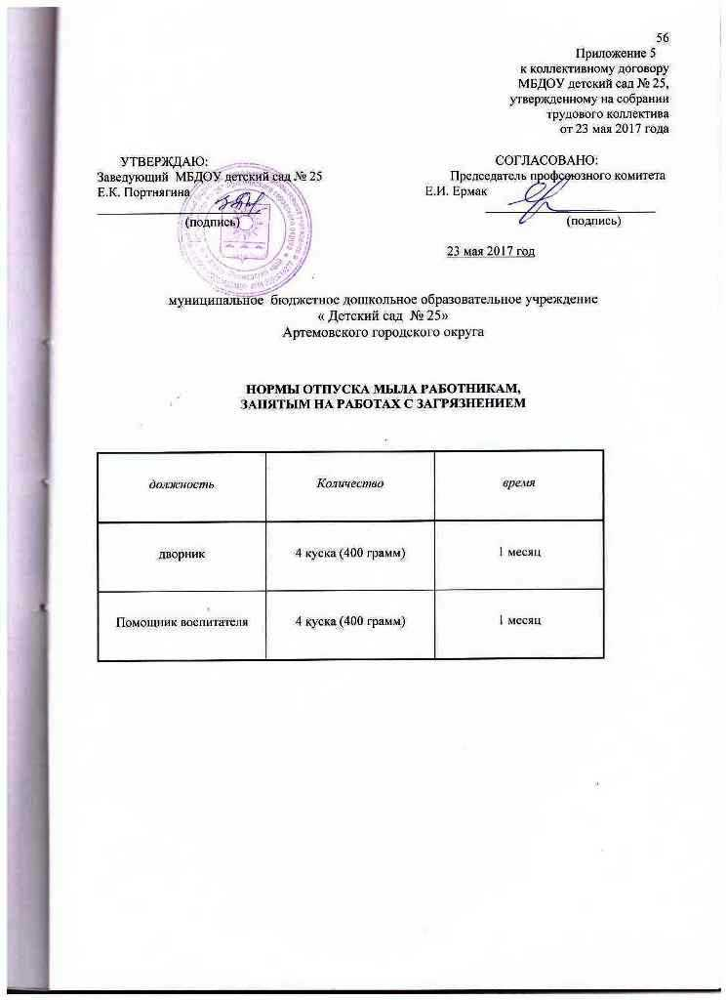 56
Приложение 5
к коллективному договору
МБДОУ детский сад № 25,
утвержденному на собрании
трудового коллектива
от 23 мая 2017 года
УТВЕРЖДАЮ:
Заведующий МБДОУ детский сад № 25
Е.К. Портнягина
(подпись)
СОГЛАСОВАНО:
Председатель профсоюзного комитета
Е.И. Ермак
(подпись)
23 мая 2017 год
муниципальное бюджетное дошкольное образовательное учреждение
« Детский сад № 25»
Артемовского городского округа
НОРМЫ ОТПУСКА МЫЛА РАБОТНИКАМ,
ЗАНЯТЫМ НА РАБОТАХ С ЗАГРЯЗНЕНИЕМ
должность Количество время
дворник 4 куска (400 грамм) 1 месяц
Помощник воспитателя 4 куска (400 грамм) 1 месяц